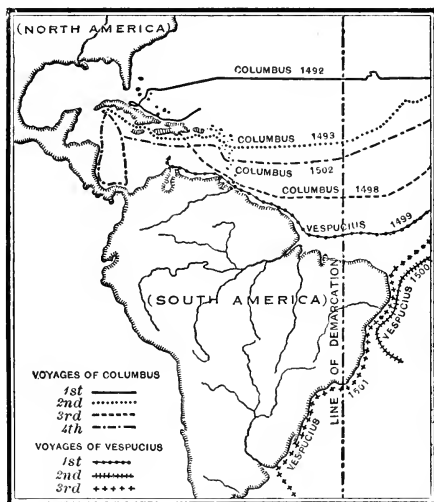 (NORTH AMERICA)
COLUMBUS 1492
COLUMBUS 1493
COLUMBUS 1502
COLUMBUS 1498
VESPUCIUS 1499
(SOUTH AMERICA)
LINE OF DEMARCATION
VESPUCIUS 1500
VESPUCIUS 1501
VOYAGES OF COLUMBUS
1st
2nd
3rd
4th
VOYAGES OF VESPUCIUS
1st
2nd
3rd